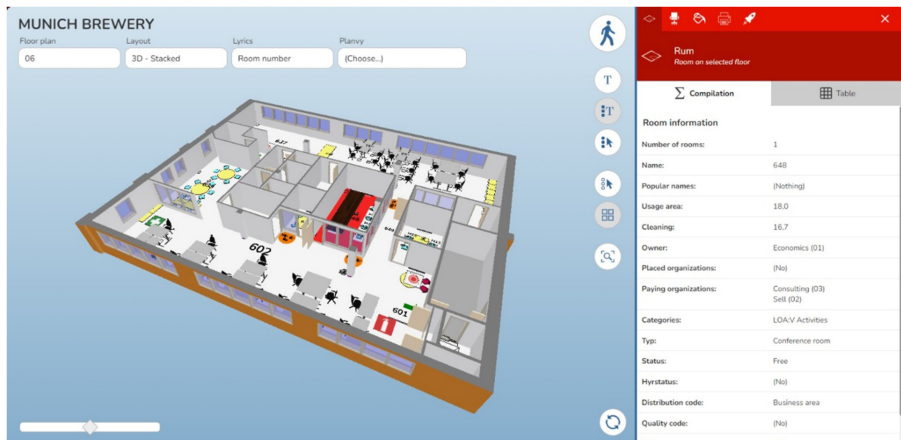 MUNICH BREWERY
Floor plan Layout Lyrics Planvy
06 3D - Stacked Room number (Choose...)
T
T
637
602
601
Rum
Room on selected floor
Compilation Table
Room information
Number of rooms: 1
Name: 648
Popular names: (Nothing)
Usage area: 18.0
Cleaning: 16.7
Owner: Economics (01)
Placed organizations: (No)
Paying organizations: Consulting (03)
Sell (02)
Categories: LOA:V Activities
Typ: Conference room
Status: Free
Hyrstatus: (No)
Distribution code: Business area
Quality code: (No)